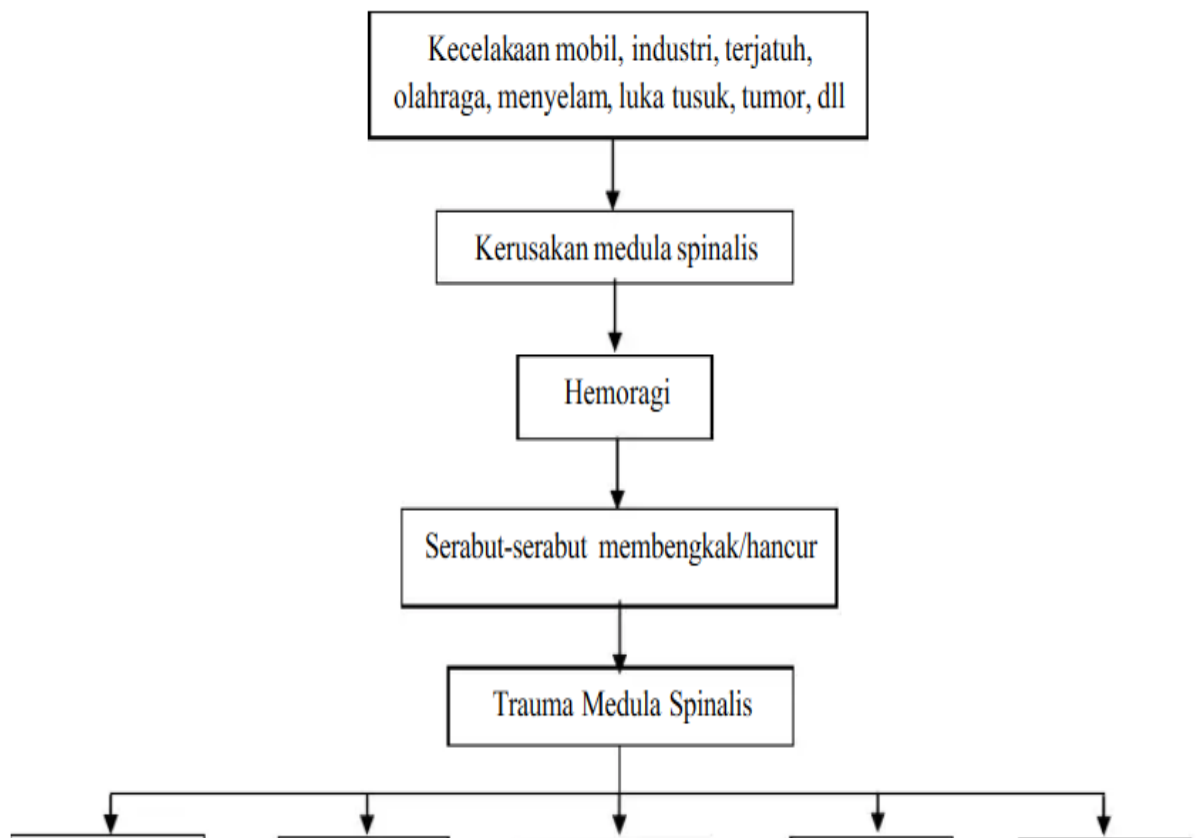 Kecelakaan mobil, industri, terjatuh,
olahraga, menyelam, luka tusuk, tumor, dll
Kerusakan medula spinalis
Hemoragi
Serabut-serabut membengkak/hancur
Trauma Medula Spinalis